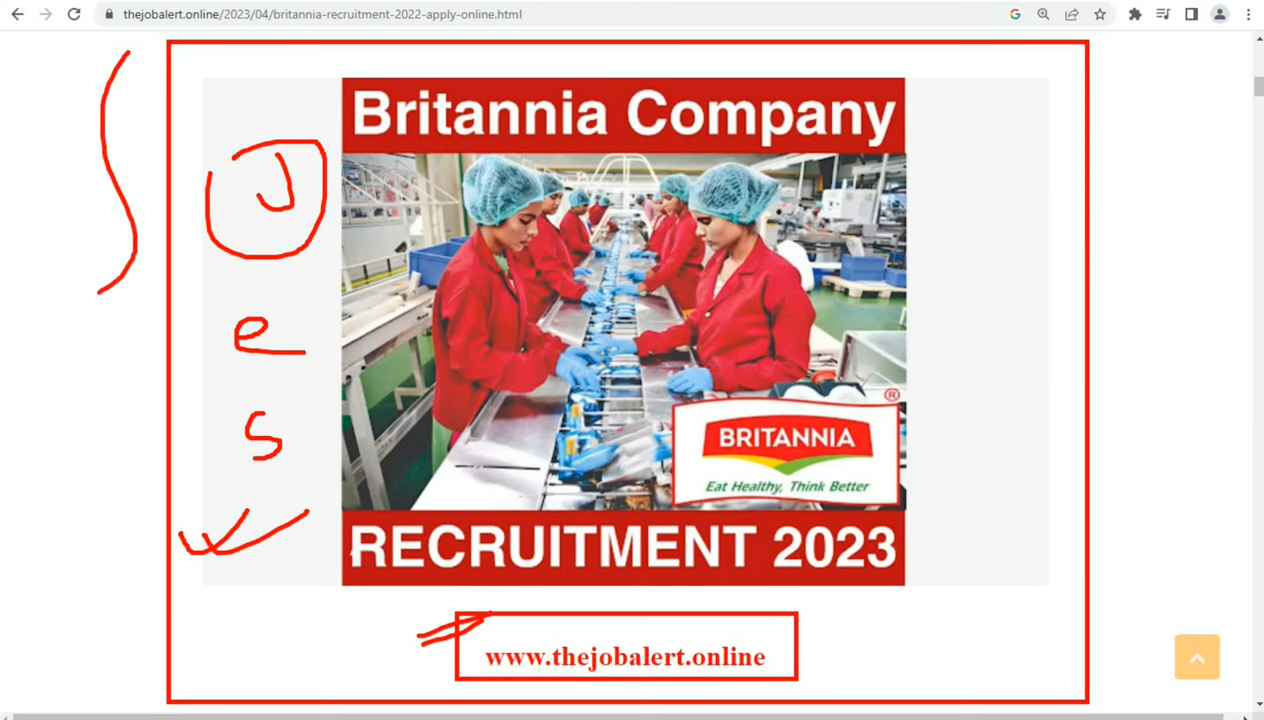 thejobalert.online/2023/04/britannia-recruitment-2022-apply-online.html
Britannia Company
J
e
s
BRITANNIA
®
Eat Healthy, Think Better
RECRUITMENT 2023
www.thejobalert.online